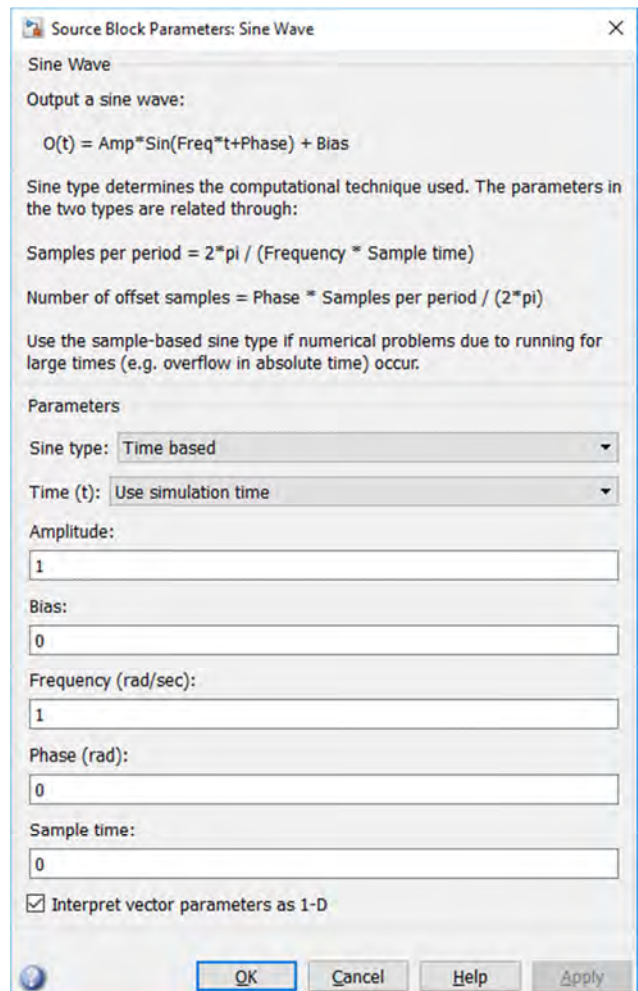 Source Block Parameters: Sine Wave
Sine Wave
Output a sine wave:
O(t) = Amp*Sin(Freq*t+Phase) + Bias
Sine type determines the computational technique used. The parameters in
the two types are related through:
Samples per period = 2*pi / (Frequency * Sample time)
Number of offset samples = Phase * Samples per period / (2*pi)
Use the sample-based sine type if numerical problems due to running for
large times (e.g. overflow in absolute time) occur.
Parameters
Sine type: Time based
Time (t): Use simulation time
Amplitude:
1
Bias:
0
Frequency (rad/sec):
1
Phase (rad):
0
Sample time:
0
Interpret vector parameters as 1-D
OK Cancel Help Apply